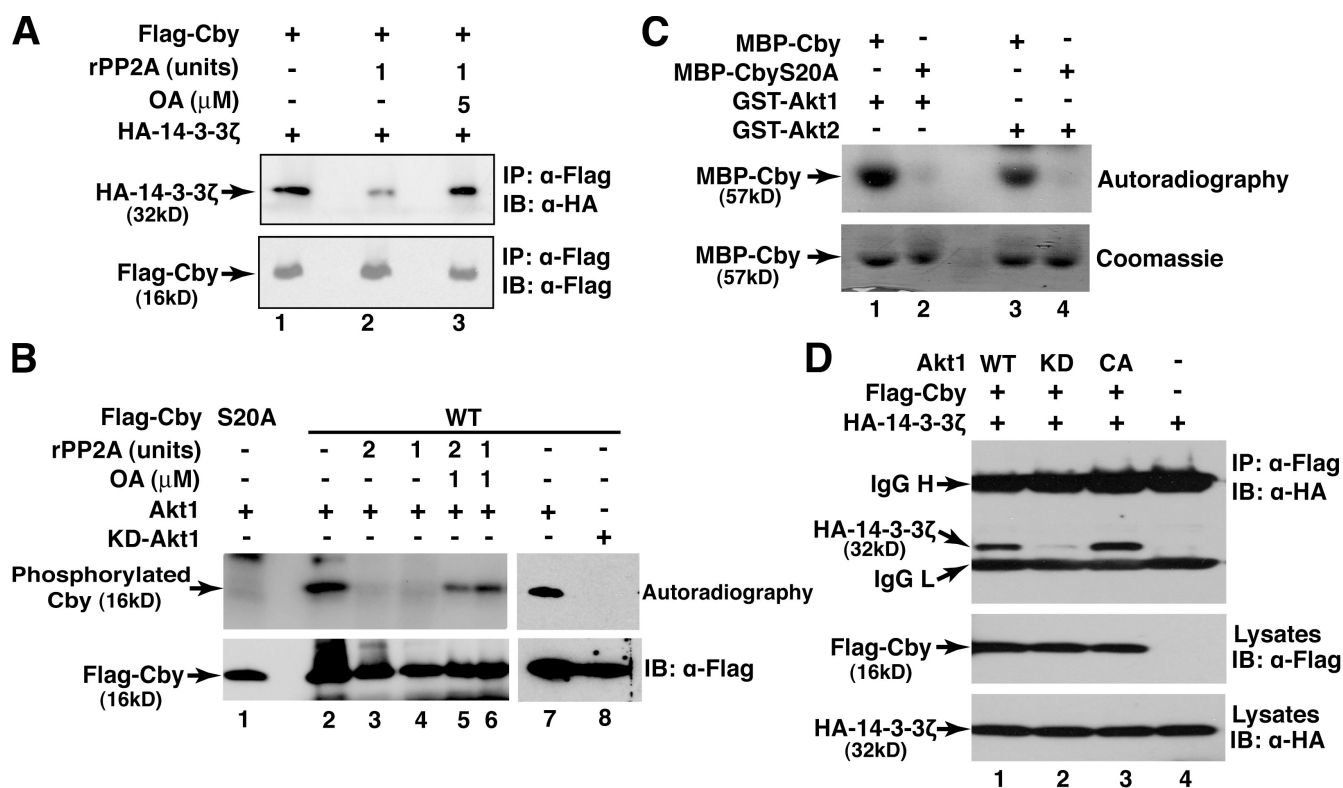 A
Flag-Cby + + +
rPP2A (units) - 1 1
OA (μM) - - 5
HA-14-3-3ζ + + +
HA-14-3-3ζ
(32kD)
IP: α-Flag
IB: α-HA
Flag-Cby
(16kD)
IP: α-Flag
IB: α-Flag
1 2 3
B
Flag-Cby S20A WT
rPP2A (units) - - 2 1 2 1 - -
OA (μM) - - - - 1 1 - -
Akt1 + + + + + + + -
KD-Akt1 - - - - - - - +
Phosphorylated
Cby (16kD)
Autoradiography
Flag-Cby
(16kD)
IB: α-Flag
1 2 3 4 5 6 7 8
C
MBP-Cby + - + -
MBP-CbyS20A - + - +
GST-Akt1 + + - -
GST-Akt2 - - + +
MBP-Cby
(57kD)
Autoradiography
MBP-Cby
(57kD)
Coomassie
1 2 3 4
D
Akt1 WT KD CA -
Flag-Cby + + + -
HA-14-3-3ζ + + + +
IgG H
IP: α-Flag
IB: α-HA
HA-14-3-3ζ
(32kD)
IgG L
Flag-Cby
(16kD)
Lysates
IB: α-Flag
HA-14-3-3ζ
(32kD)
Lysates
IB: α-HA
1 2 3 4